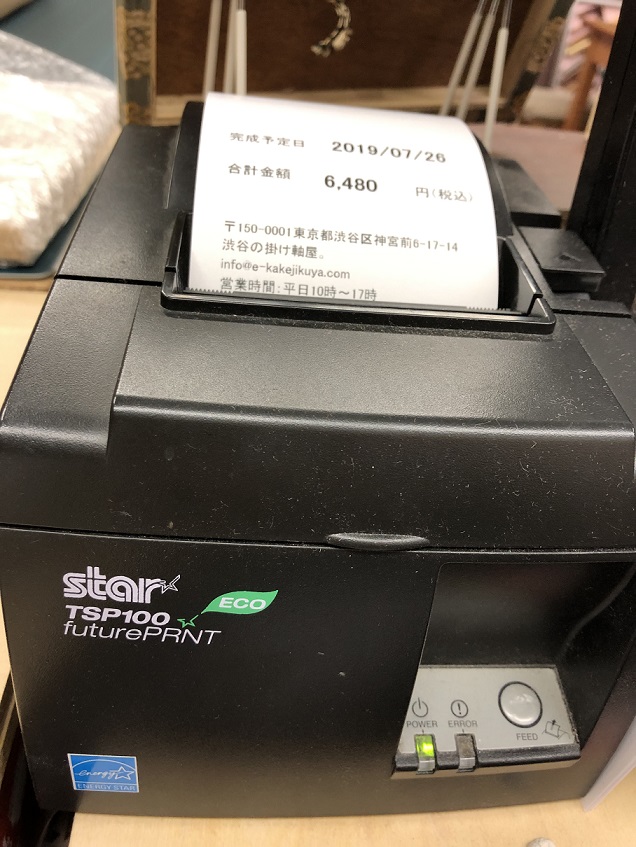 完成予定日 2019/07/26
合計金額 6,480 円(税込)
〒150-0001東京都渋谷区神宮前6-17-14
渋谷の掛け軸屋。
info@e-kakejikuya.com
営業時間:平日10時〜17時
star
TSP100 ECO
futurePRNT
POWER ERROR
FEED
energy
ENERGY STAR